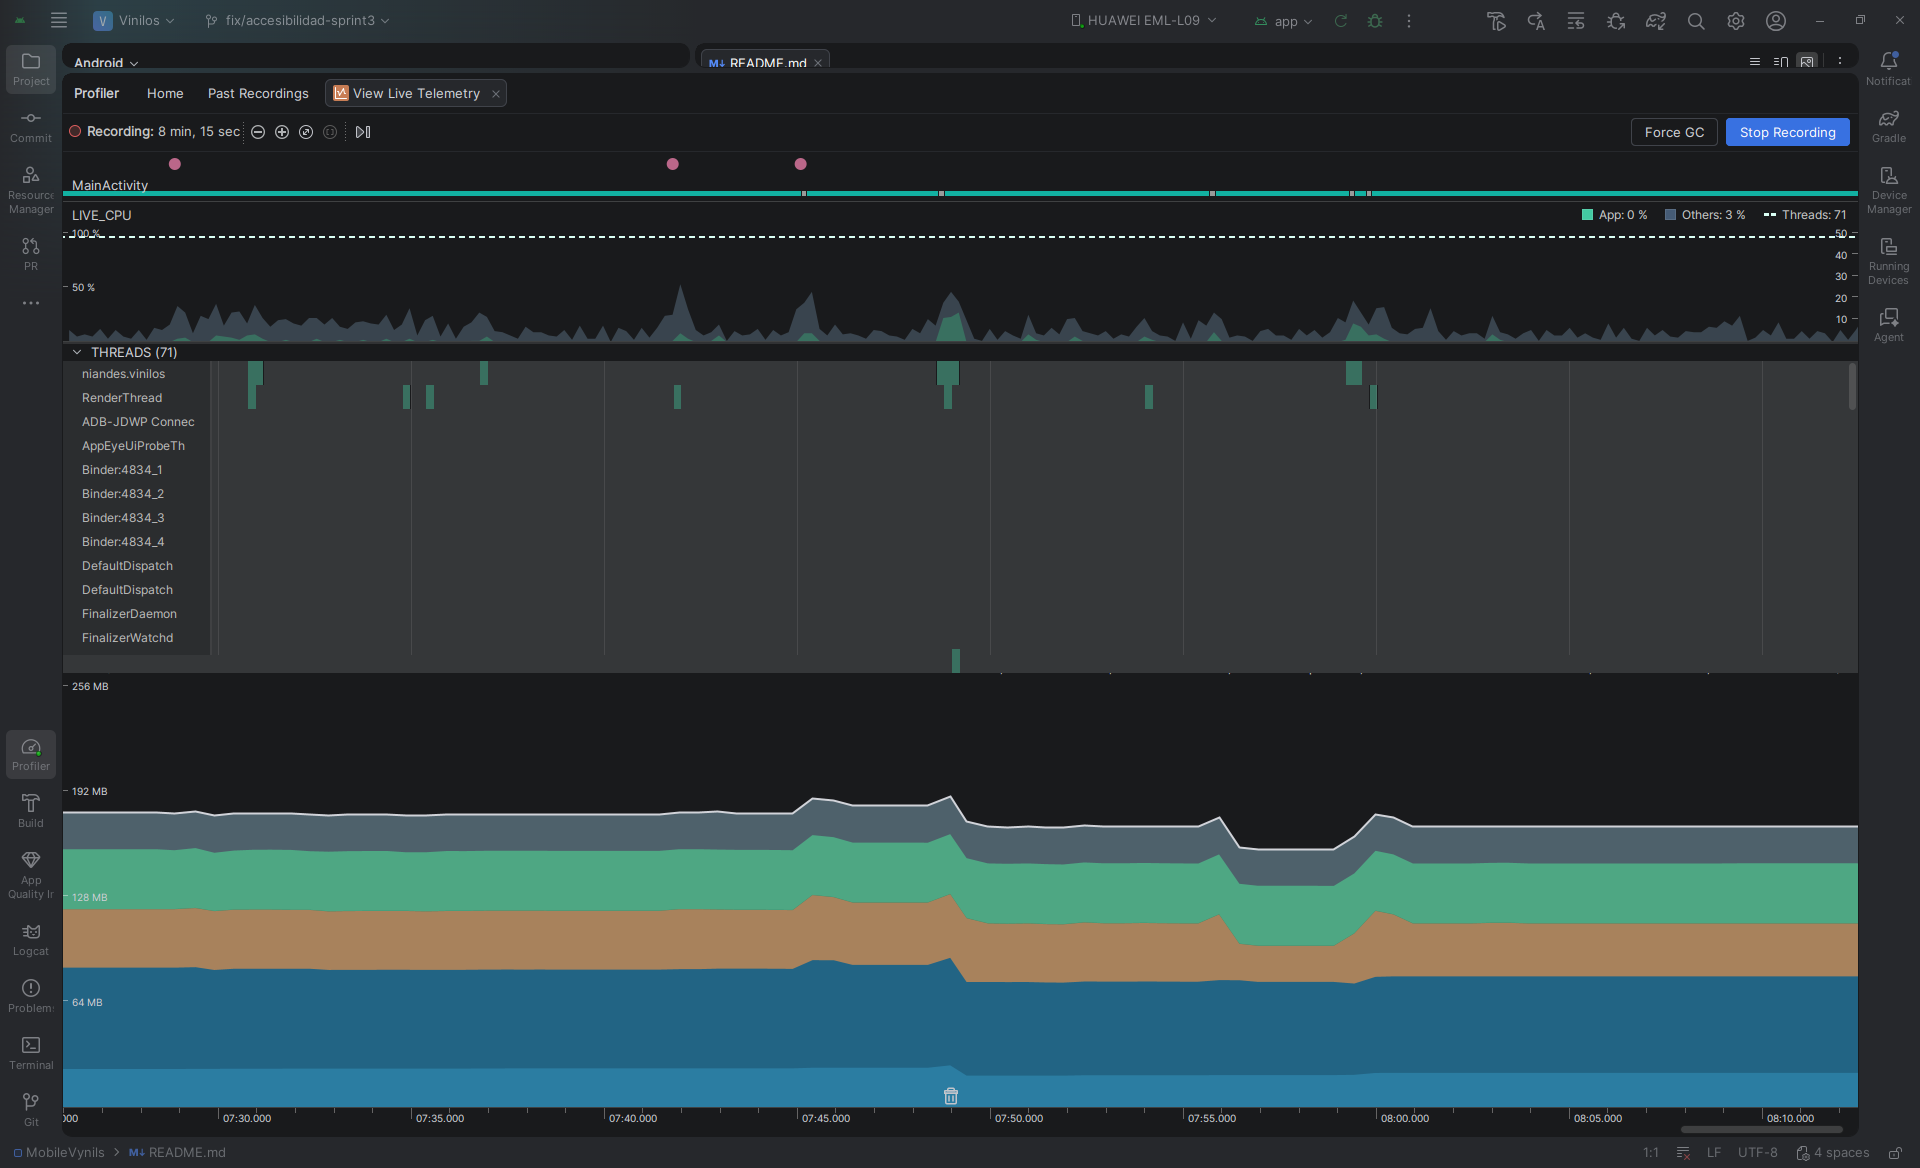 V Vinilos fix/accesibilidad-sprint3 HUAWEI EML-L09 app
Android README.md
Project
Commit
Resource
Manager
PR
Profiler
Build
App
Quality Ir
Logcat
Problem
Terminal
Git
Profiler Home Past Recordings View Live Telemetry
Recording: 8 min, 15 sec Force GC Stop Recording
MainActivity
LIVE_CPU App: 0 % Others: 3 % Threads: 71
100 % 50
40
50 % 30
20
10
THREADS (71)
niandes.vinilos
RenderThread
ADB-JDWP Connec
AppEyeUiProbeTh
Binder:4834_1
Binder:4834_2
Binder:4834_3
Binder:4834_4
DefaultDispatch
DefaultDispatch
FinalizerDaemon
FinalizerWatchd
256 MB
192 MB
128 MB
64 MB
000 07:30.000 07:35.000 07:40.000 07:45.000 07:50.000 07:55.000 08:00.000 08:05.000 08:10.000
Notificat
Gradle
Device
Manager
Running
Devices
Agent
MobileVynils README.md 1:1 LF UTF-8 4 spaces